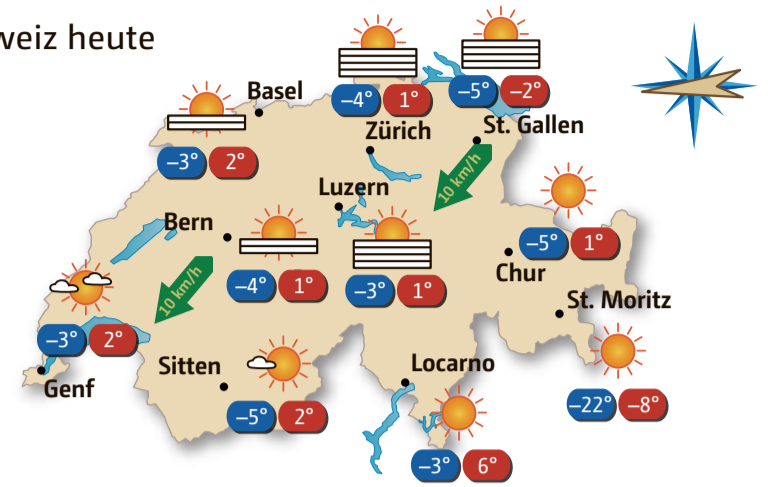 weiz heute
–4° 1°
–5° –2°
Basel
Zürich
St. Gallen
–3° 2°
10 km/h
Luzern
Bern
–5° 1°
Chur
–4° 1°
–3° 1°
10 km/h
St. Moritz
–3° 2°
Genf
Sitten
Locarno
–5° 2°
–22° –8°
–3° 6°